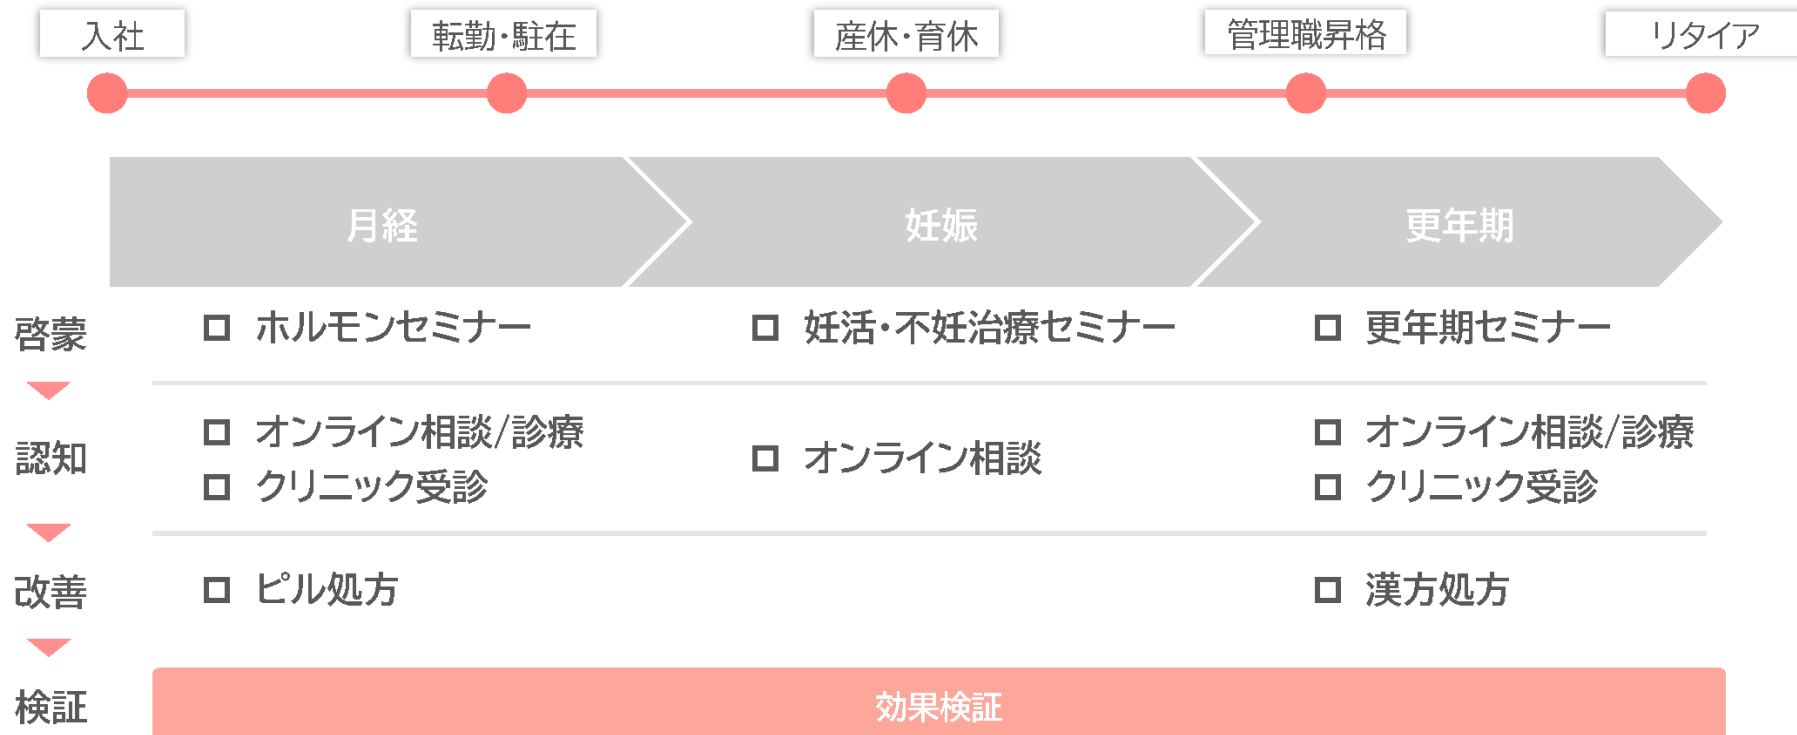 入社
転勤・駐在
産休・育休
管理職昇格
リタイア
月経
妊娠
更年期
啓蒙
ホルモンセミナー
妊活・不妊治療セミナー
更年期セミナー
認知
オンライン相談/診療
クリニック受診
オンライン相談
オンライン相談/診療
クリニック受診
改善
ピル処方
漢方処方
検証
効果検証